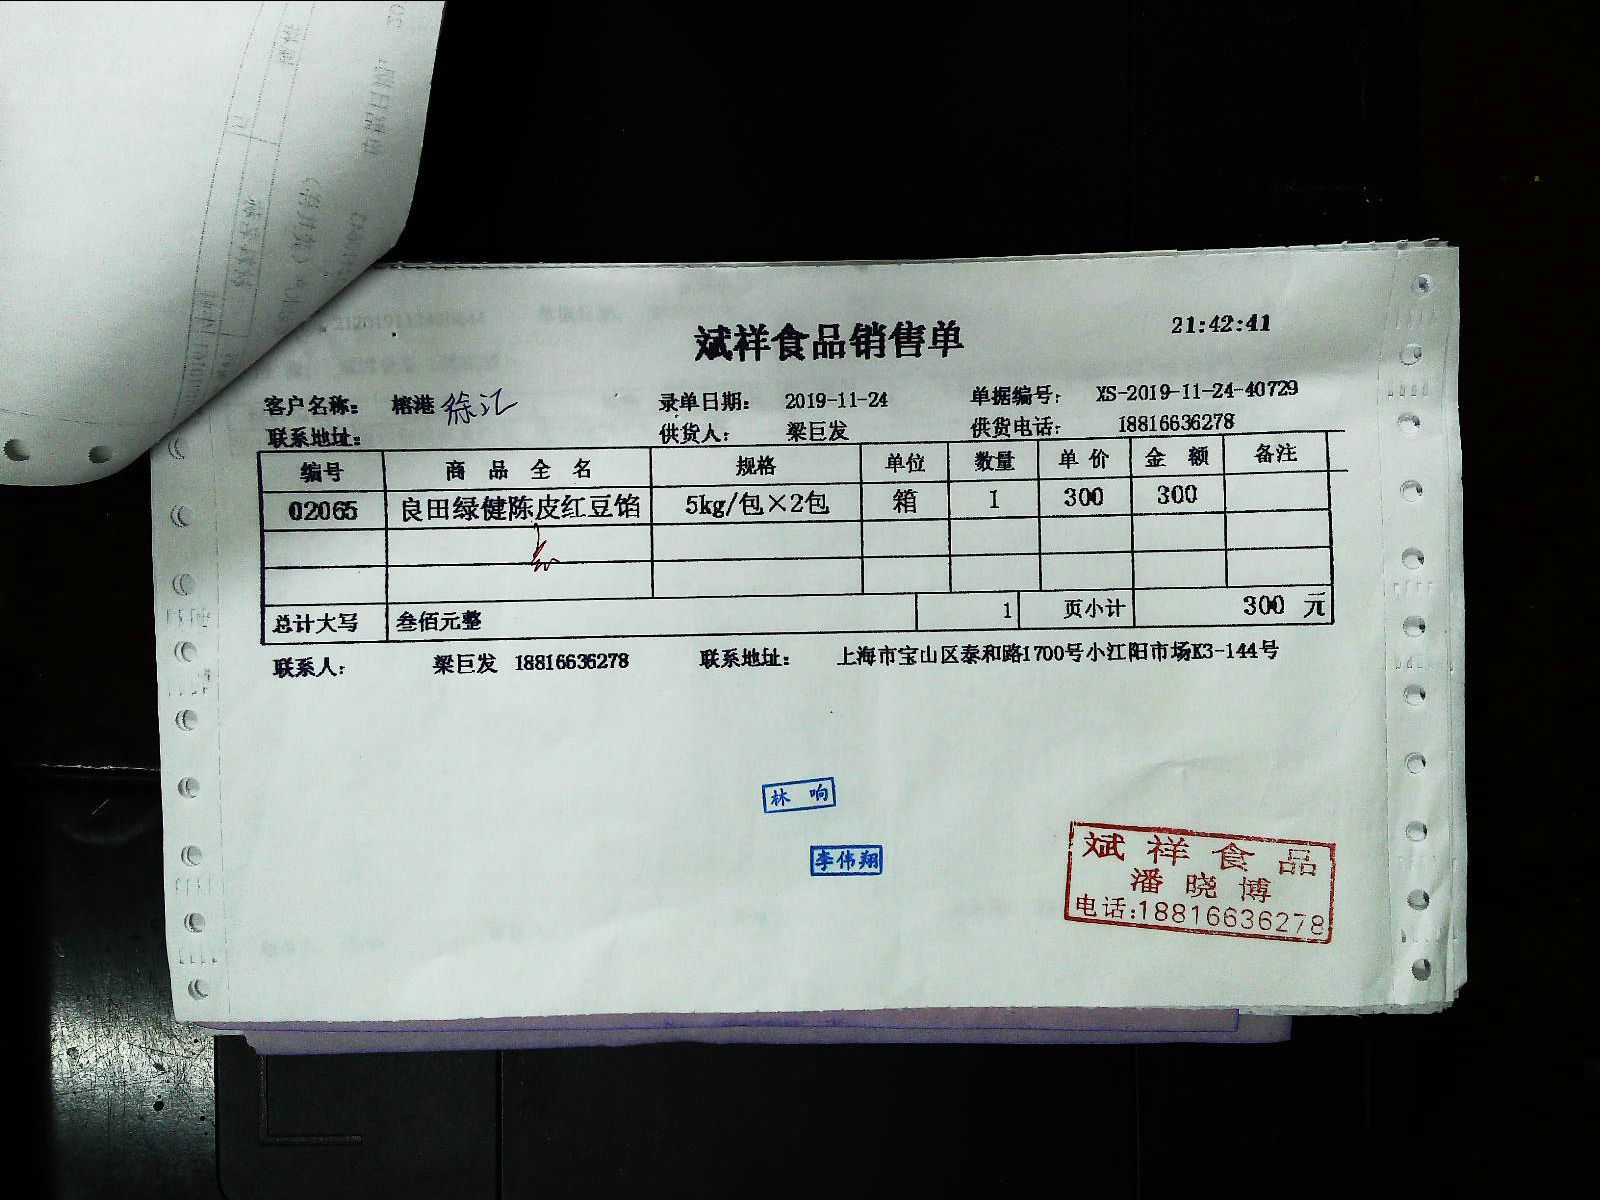 斌祥食品销售单 21:42:41
客户名称: 榕港 徐汇 录单日期: 2019-11-24 单据编号: XS-2019-11-24-40729
联系地址: 供货人: 梁巨发 供货电话: 18816636278
编号 商品全名 规格 单位 数量 单价 金额 备注
02065 良田绿健陈皮红豆馅 5kg/包×2包 箱 1 300 300
总计大写 叁佰元整 1 页小计 300 元
联系人: 梁巨发 18816636278 联系地址: 上海市宝山区泰和路1700号小江阳市场K3-144号
林响
李伟翔
斌祥食品
潘晓博
电话:18816636278